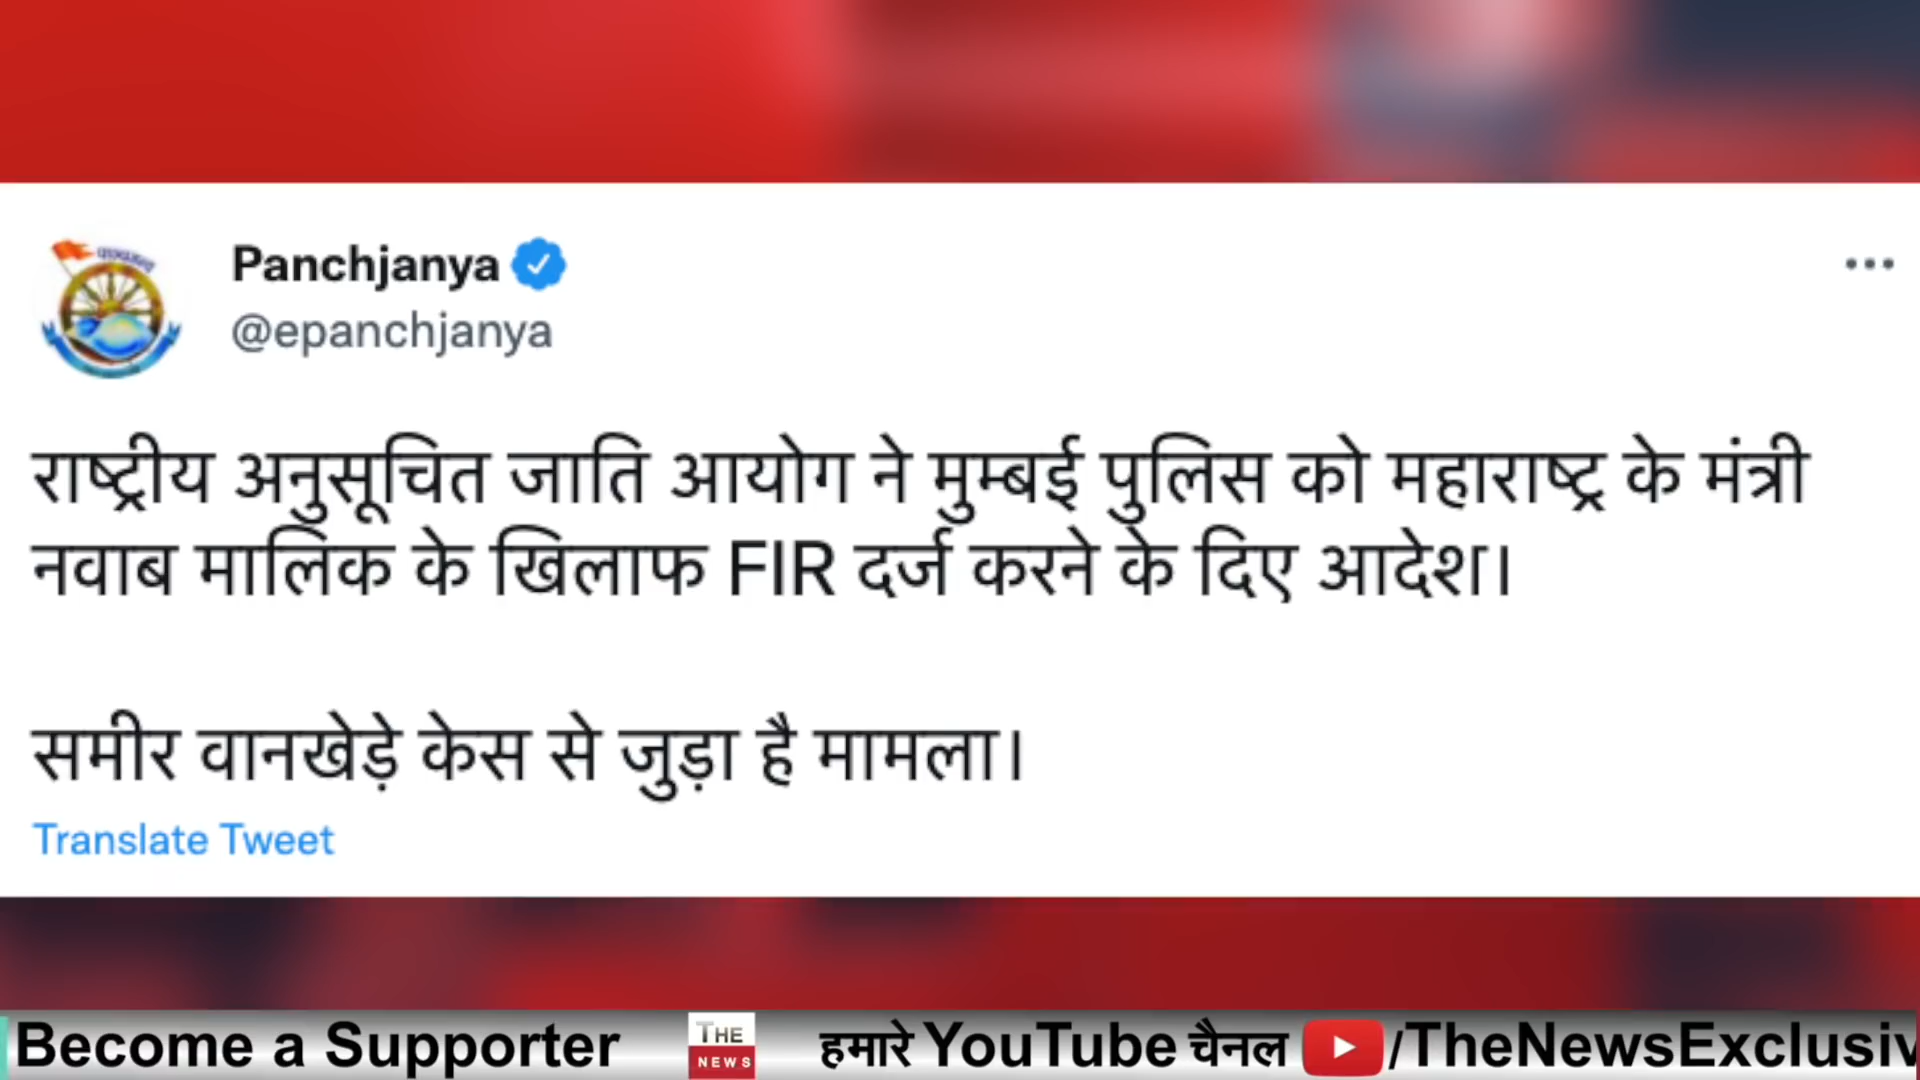 Panchjanya
@epanchjanya
राष्ट्रीय अनुसूचित जाति आयोग ने मुम्बई पुलिस को महाराष्ट्र के मंत्री
नवाब मालिक के खिलाफ FIR दर्ज करने के दिए आदेश।
समीर वानखेड़े केस से जुड़ा है मामला।
Translate Tweet
Become a Supporter THE NEWS हमारे YouTube चैनल /TheNewsExclusiv